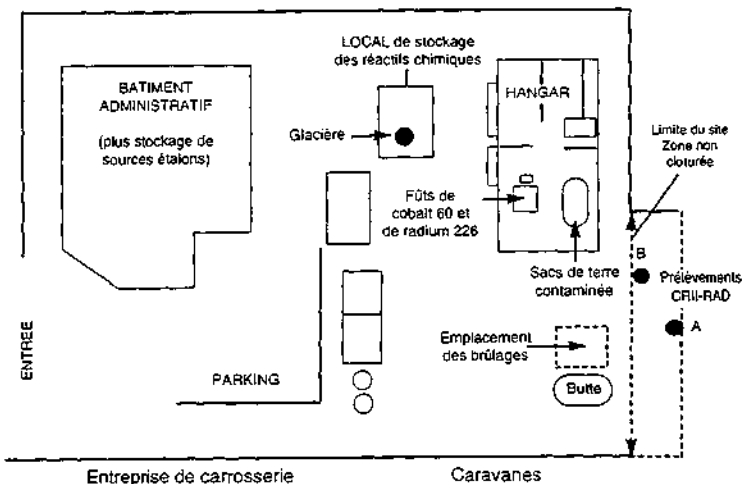 LOCAL de stockage
des réactifs chimiques
BATIMENT
ADMINISTRATIF
(plus stockage de
sources étalons)
Glacière
HANGAR
Limite du site
Zone non
cloturée
Fûts de
cobalt 60 et
de radium 226
Sacs de terre
contaminée
B
Prélèvements
CRII-RAD
A
Emplacement
des brûlages
Butte
ENTREE
PARKING
Entreprise de carrosserie
Caravanes